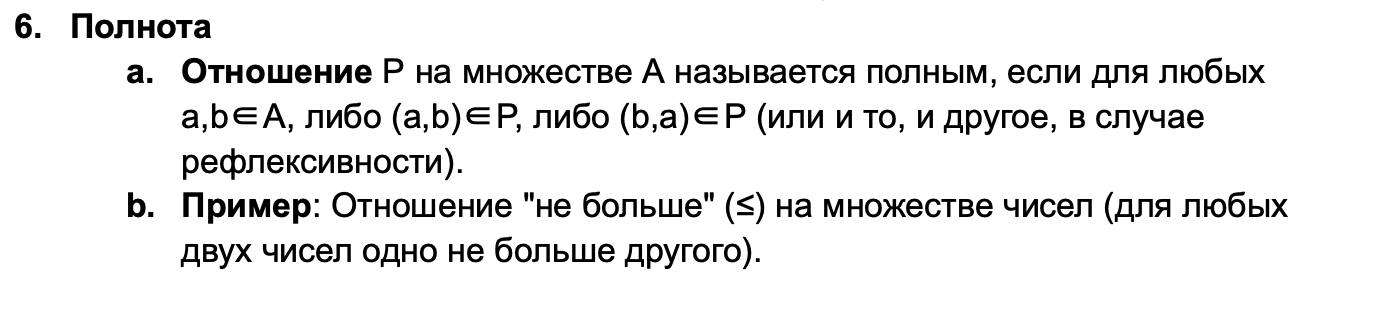 6. Полнота
a. Отношение P на множестве A называется полным, если для любых
a,b∈A, либо (a,b)∈P, либо (b,a)∈P (или и то, и другое, в случае
рефлексивности).
b. Пример: Отношение "не больше" (≤) на множестве чисел (для любых
двух чисел одно не больше другого).